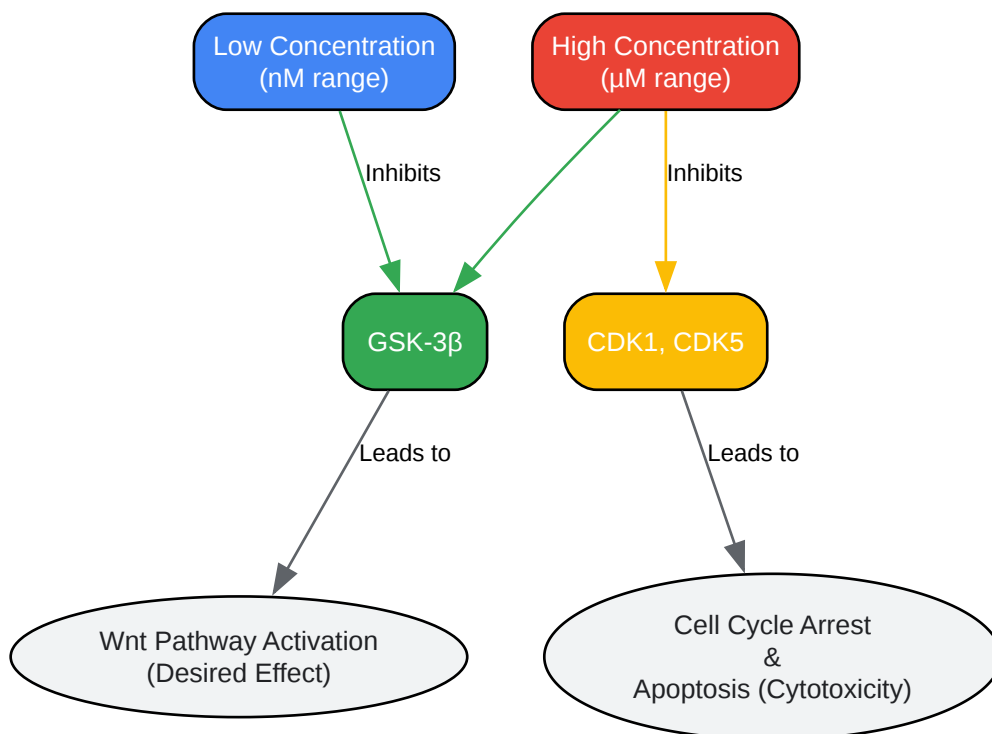 Low Concentration
(nM range)
High Concentration
(µM range)
Inhibits
Inhibits
GSK-3β
CDK1, CDK5
Leads to
Leads to
Wnt Pathway Activation
(Desired Effect)
Cell Cycle Arrest
&
Apoptosis (Cytotoxicity)